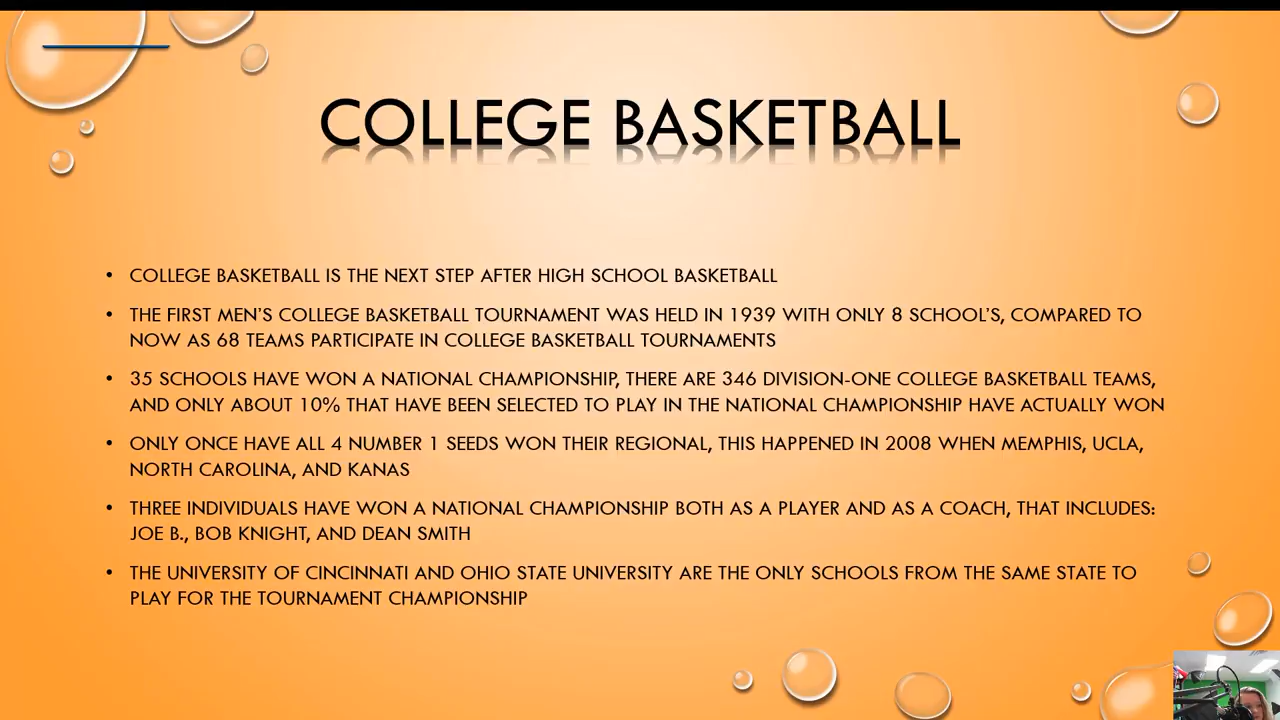 COLLEGE BASKETBALL
• COLLEGE BASKETBALL IS THE NEXT STEP AFTER HIGH SCHOOL BASKETBALL
• THE FIRST MEN'S COLLEGE BASKETBALL TOURNAMENT WAS HELD IN 1939 WITH ONLY 8 SCHOOL'S, COMPARED TO
NOW AS 68 TEAMS PARTICIPATE IN COLLEGE BASKETBALL TOURNAMENTS
• 35 SCHOOLS HAVE WON A NATIONAL CHAMPIONSHIP, THERE ARE 346 DIVISION-ONE COLLEGE BASKETBALL TEAMS,
AND ONLY ABOUT 10% THAT HAVE BEEN SELECTED TO PLAY IN THE NATIONAL CHAMPIONSHIP HAVE ACTUALLY WON
• ONLY ONCE HAVE ALL 4 NUMBER 1 SEEDS WON THEIR REGIONAL, THIS HAPPENED IN 2008 WHEN MEMPHIS, UCLA,
NORTH CAROLINA, AND KANAS
• THREE INDIVIDUALS HAVE WON A NATIONAL CHAMPIONSHIP BOTH AS A PLAYER AND AS A COACH, THAT INCLUDES:
JOE B., BOB KNIGHT, AND DEAN SMITH
• THE UNIVERSITY OF CINCINNATI AND OHIO STATE UNIVERSITY ARE THE ONLY SCHOOLS FROM THE SAME STATE TO
PLAY FOR THE TOURNAMENT CHAMPIONSHIP